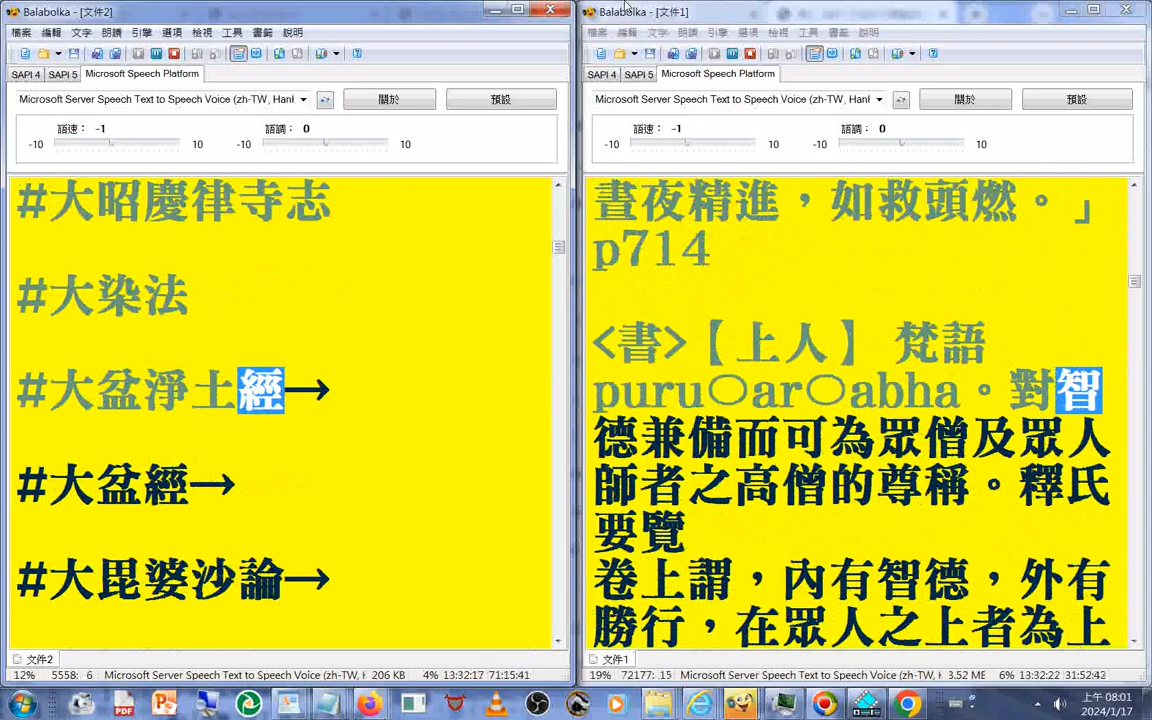 Balabolka - [文件2]
檔案 編輯 文字 朗讀 引擎 選項 檢視 工具 書籤 說明
SAPI 4 SAPI 5 Microsoft Speech Platform
Microsoft Server Speech Text to Speech Voice (zh-TW, Hanl
關於
預設
語速： -1
語調： 0
-10 10 -10 10
#大昭慶律寺志
#大染法
#大盆淨土經→
#大盆經→
#大毘婆沙論→
文件2
12% 5558: 6 Microsoft Server Speech Text to Speech Voice (zh-TW, H 206 KB 4% 13:32:17 71:15:41
Balabolka - [文件1]
檔案 編輯 文字 朗讀 引擎 選項 檢視 工具 書籤 說明
SAPI 4 SAPI 5 Microsoft Speech Platform
Microsoft Server Speech Text to Speech Voice (zh-TW, Hanl
關於
預設
語速： -1
語調： 0
-10 10 -10 10
晝夜精進，如救頭燃。」
p714
<書>【上人】 梵語
puru○ar○abha。對智
德兼備而可為眾僧及眾人
師者之高僧的尊稱。釋氏
要覽
卷上謂，內有智德，外有
勝行，在眾人之上者為上
文件1
19% 72177: 15 Microsoft Server Speech Text to Speech Voice (zh-TW, H 3.52 ME 6% 13:32:22 31:52:43
上午 08:01
2024/1/17